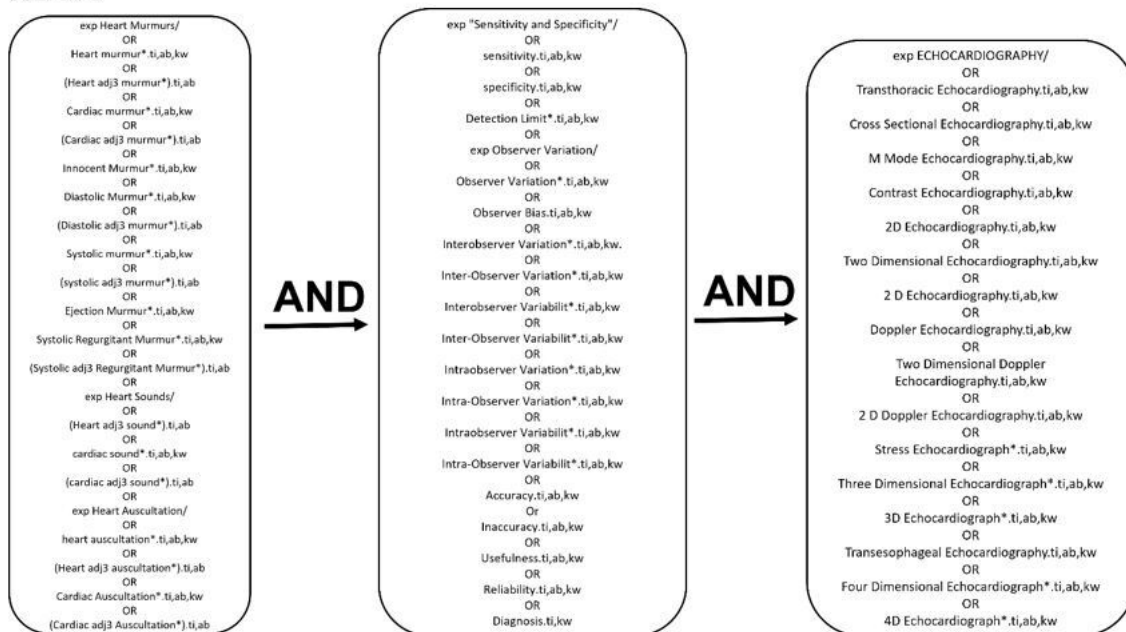 exp Heart Murmurs/
OR
Heart murmur*.ti,ab,kw
OR
(Heart adj3 murmur*).ti,ab
OR
Cardiac murmur*.ti,ab,kw
OR
(Cardiac adj3 murmur*).ti,ab
OR
Innocent Murmur*.ti,ab,kw
OR
Diastolic Murmur*.ti,ab,kw
OR
(Diastolic adj3 murmur*).ti,ab
OR
Systolic murmur*.ti,ab,kw
OR
(systolic adj3 murmur*).ti,ab
OR
Ejection Murmur*.ti,ab,kw
OR
Systolic Regurgitant Murmur*.ti,ab,kw
OR
(Systolic adj3 Regurgitant Murmur*).ti,ab
OR
exp Heart Sounds/
OR
(Heart adj3 sound*).ti,ab
OR
cardiac sound*.ti,ab,kw
OR
(cardiac adj3 sound*).ti,ab
OR
exp Heart Auscultation/
OR
heart auscultation*.ti,ab,kw
OR
(Heart adj3 auscultation*).ti,ab
OR
Cardiac Auscultation*.ti,ab,kw
OR
(Cardiac adj3 Auscultation*).ti,ab
AND
exp "Sensitivity and Specificity"/
OR
sensitivity.ti,ab,kw
OR
specificity.ti,ab,kw
OR
Detection Limit*.ti,ab,kw
OR
exp Observer Variation/
OR
Observer Variation*.ti,ab,kw
OR
Observer Bias.ti,ab,kw
OR
Interobserver Variation*.ti,ab,kw.
OR
Inter-Observer Variation*.ti,ab,kw
OR
Interobserver Variabilit*.ti,ab,kw
OR
Inter-Observer Variabilit*.ti,ab,kw
OR
Intraobserver Variation*.ti,ab,kw
OR
Intra-Observer Variation*.ti,ab,kw
OR
Intraobserver Variabilit*.ti,ab,kw
OR
Intra-Observer Variabilit*.ti,ab,kw
OR
Accuracy.ti,ab,kw
Or
Inaccuracy.ti,ab,kw
OR
Usefulness.ti,ab,kw
OR
Reliability.ti,ab,kw
OR
Diagnosis.ti,kw
AND
exp ECHOCARDIOGRAPHY/
OR
Transthoracic Echocardiography.ti,ab,kw
OR
Cross Sectional Echocardiography.ti,ab,kw
OR
M Mode Echocardiography.ti,ab,kw
OR
Contrast Echocardiography.ti,ab,kw
OR
2D Echocardiography.ti,ab,kw
OR
Two Dimensional Echocardiography.ti,ab,kw
OR
2 D Echocardiography.ti,ab,kw
OR
Doppler Echocardiography.ti,ab,kw
OR
Two Dimensional Doppler
Echocardiography.ti,ab,kw
OR
2 D Doppler Echocardiography.ti,ab,kw
OR
Stress Echocardiograph*.ti,ab,kw
OR
Three Dimensional Echocardiograph*.ti,ab,kw
OR
3D Echocardiograph*.ti,ab,kw
OR
Transesophageal Echocardiography.ti,ab,kw
OR
Four Dimensional Echocardiograph*.ti,ab,kw
OR
4D Echocardiograph*.ti,ab,kw